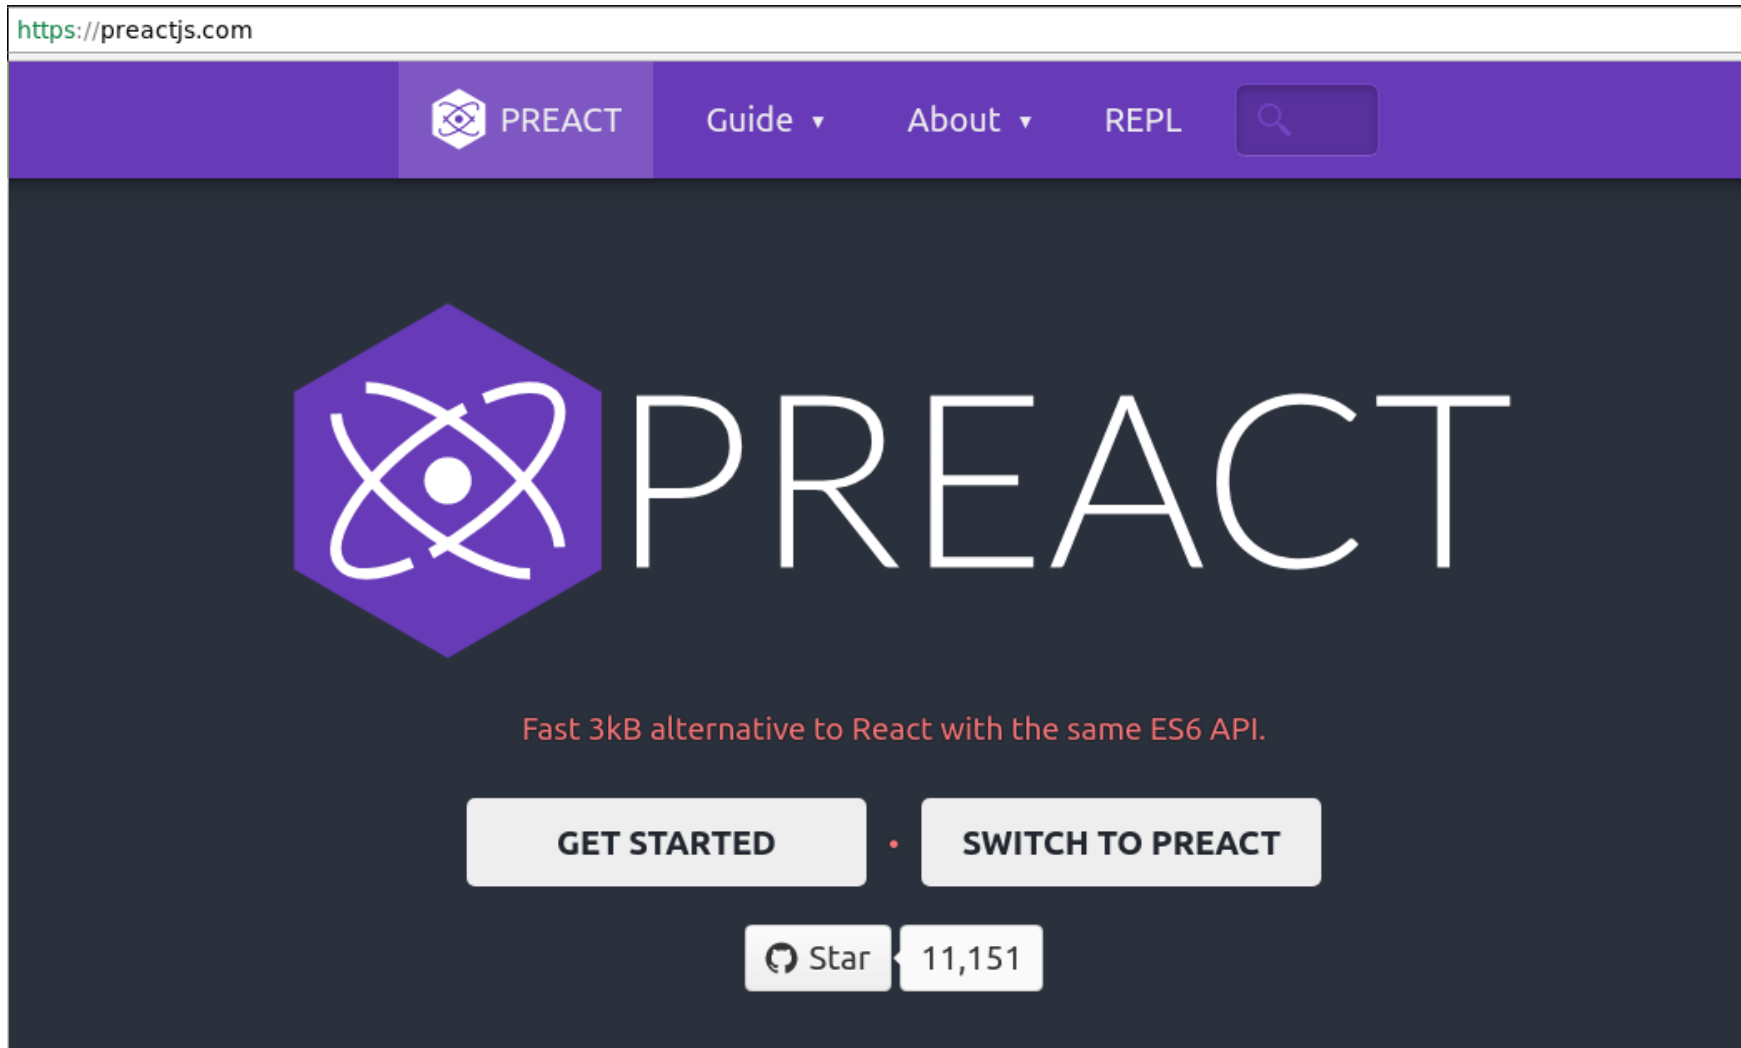 https://preactjs.com
PREACT Guide ▾ About ▾ REPL
PREACT
Fast 3kB alternative to React with the same ES6 API.
GET STARTED • SWITCH TO PREACT
Star 11,151